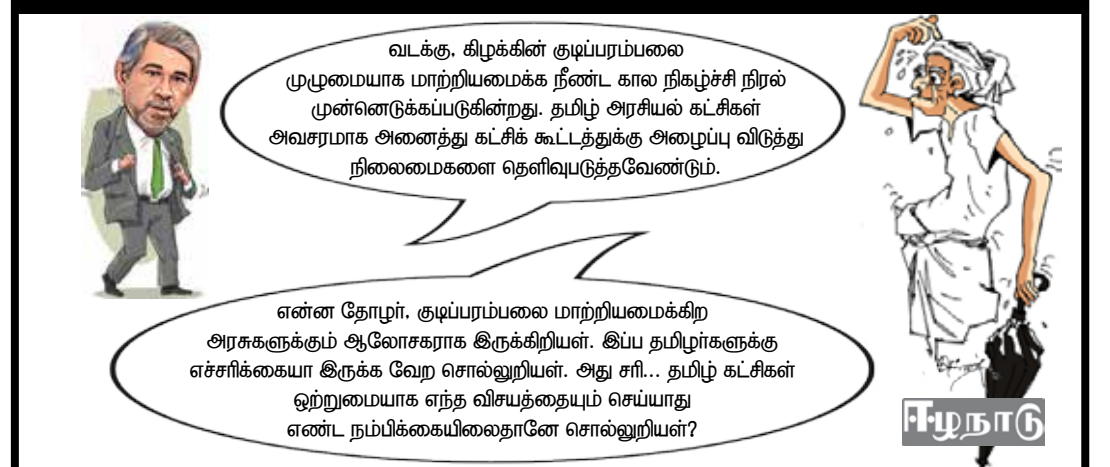 வடக்கு, கிழக்கின் குடிப்பரம்பலை
முழுமையாக மாற்றியமைக்க நீண்ட கால நிகழ்ச்சி நிரல்
முன்னெடுக்கப்படுகின்றது. தமிழ் அரசியல் கட்சிகள்
அவசரமாக அனைத்து கட்சிக் கூட்டத்துக்கு அழைப்பு விடுத்து
நிலைமைகளை தெளிவுபடுத்தவேண்டும்.
என்ன தோழர், குடிப்பரம்பலை மாற்றியமைக்கிற
அரசுகளுக்கும் ஆலோசகராக இருக்கிறியள். இப்ப தமிழர்களுக்கு
எச்சரிக்கையா இருக்க வேற சொல்லுறியள். அது சரி... தமிழ் கட்சிகள்
ஒற்றுமையாக எந்த விசயத்தையும் செய்யாது
எண்ட நம்பிக்கையிலைதானே சொல்லுறியள்?
ஈழநாடு